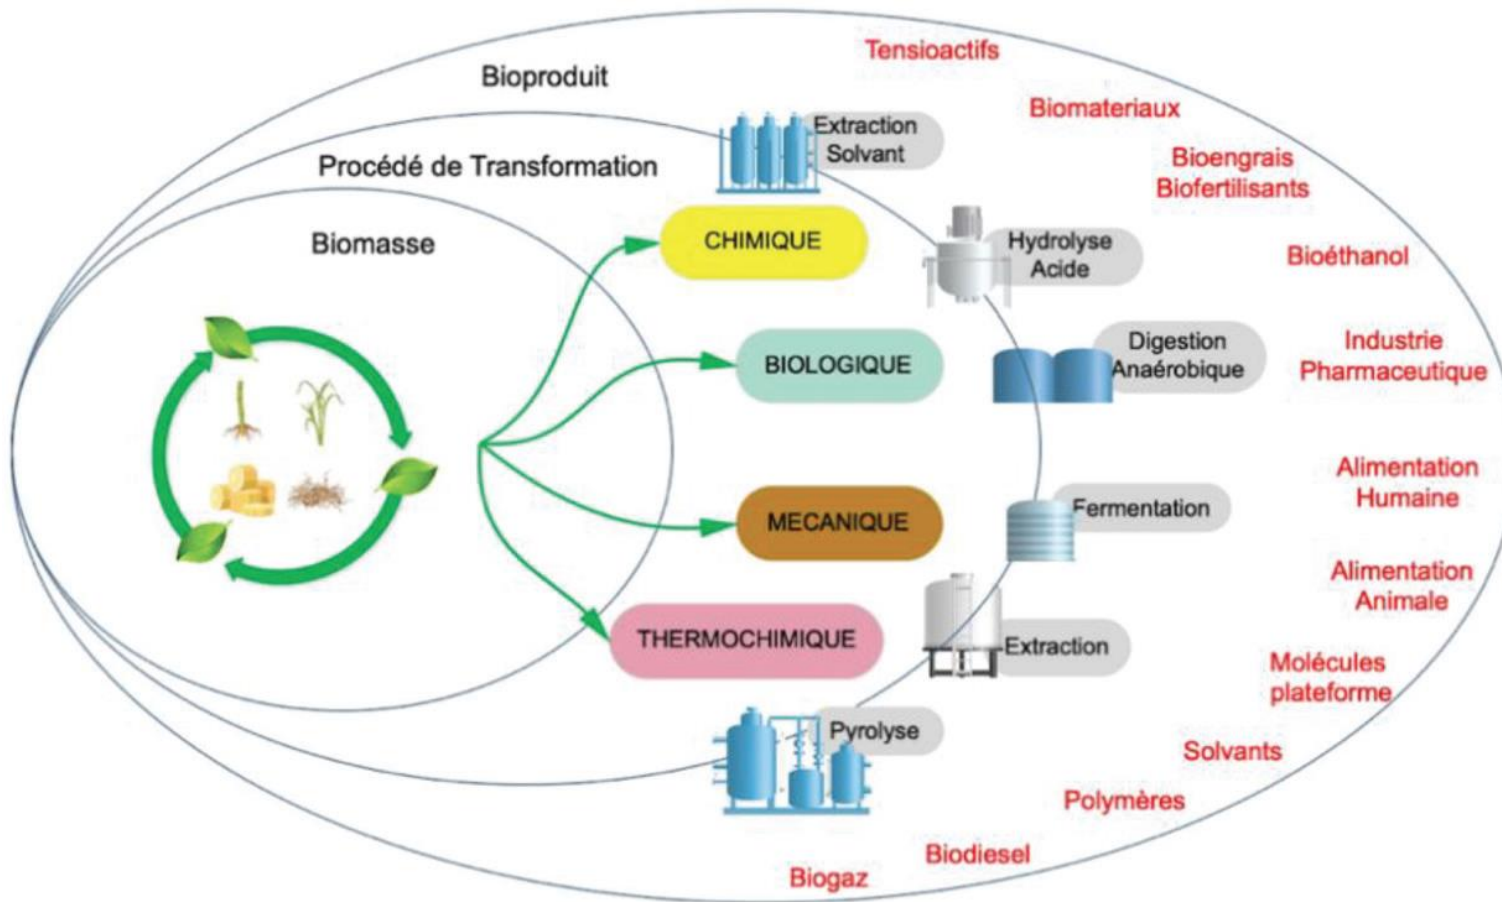 Tensioactifs
Bioproduit
Biomateriaux
Extraction
Solvant
Bioengrais
Biofertilisants
Procédé de Transformation
Biomasse
CHIMIQUE
Hydrolyse
Acide
Bioéthanol
BIOLOGIQUE
Digestion
Anaérobique
Industrie
Pharmaceutique
MECANIQUE
Fermentation
Alimentation
Humaine
Alimentation
Animale
THERMOCHIMIQUE
Extraction
Molécules
plateforme
Pyrolyse
Solvants
Polymères
Biodiesel
Biogaz